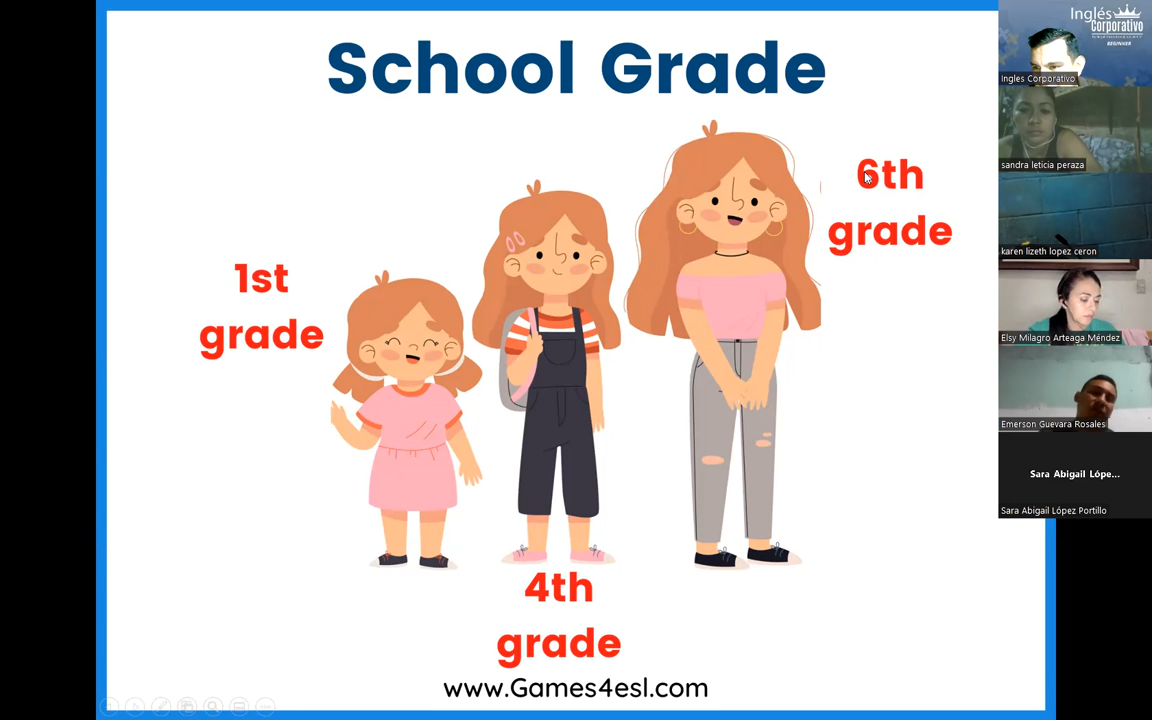 School Grade
1st
grade
4th
grade
6th
grade
www.Games4esl.com
Inglés
Corporativo
BEGINNER
Ingles Corporativo
sandra leticia peraza
karen lizeth lopez ceron
Elsy Milagro Arteaga Méndez
Emerson Guevara Rosales
Sara Abigail Lópe...
Sara Abigail López Portillo